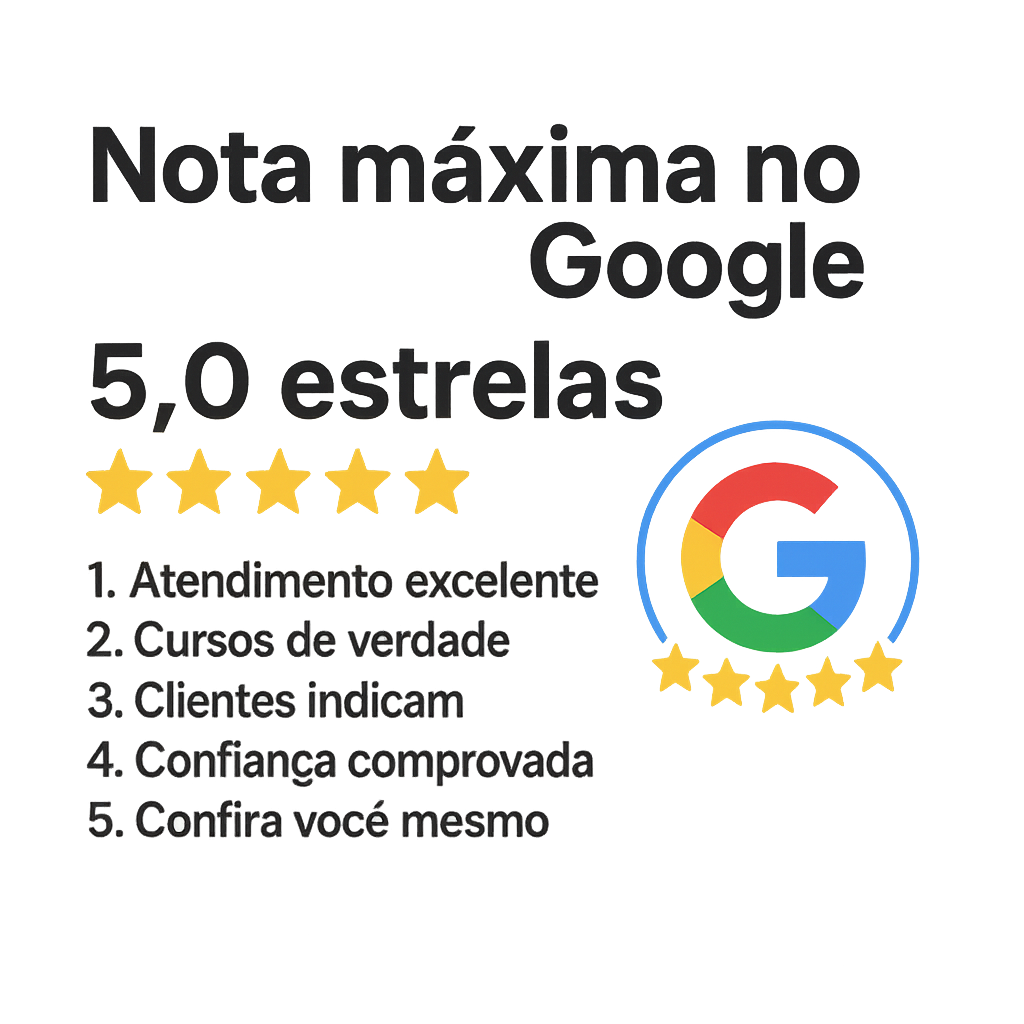 Nota máxima no
Google
5,0 estrelas
1. Atendimento excelente
2. Cursos de verdade
3. Clientes indicam
4. Confiança comprovada
5. Confira vocé mesmo
G